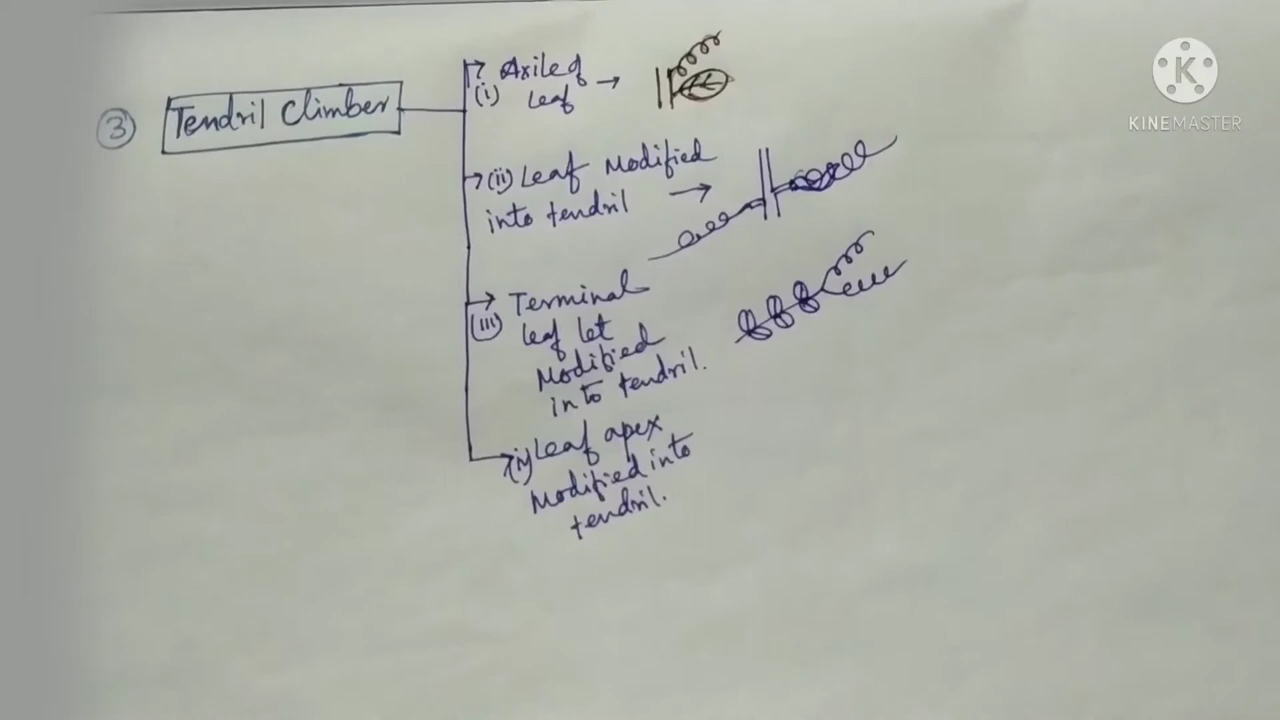 3
Tendril Climber
(i) Axile of
leaf →
(ii) Leaf Modified
into tendril →
(iii) Terminal
leaf let
Modified
into tendril.
(iv) Leaf apex
Modified into
tendril.
K
KINEMASTER